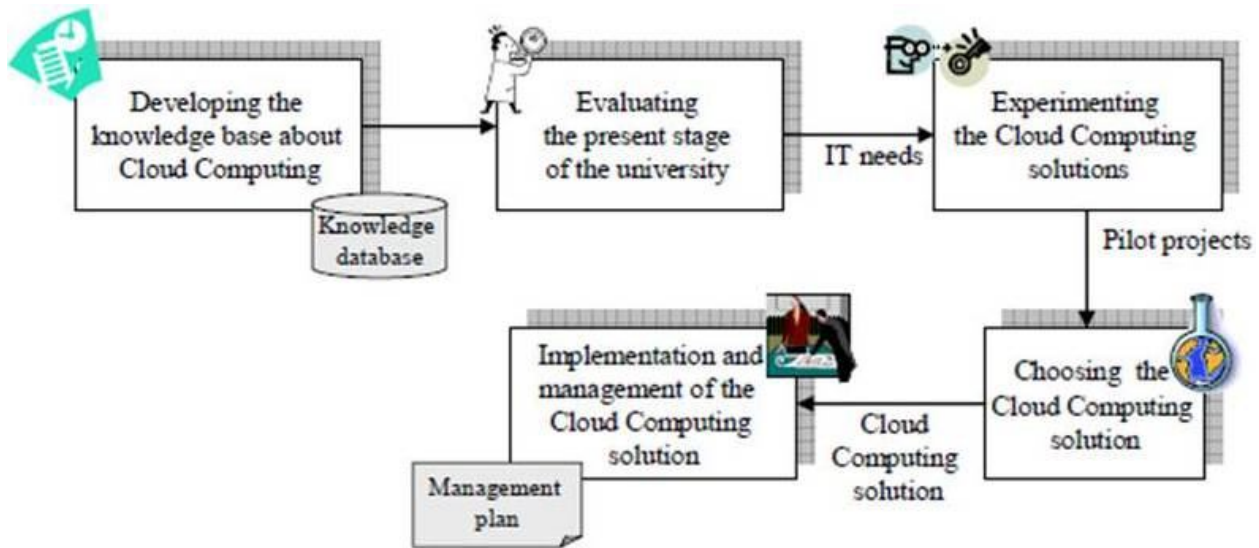 Developing the
knowledge base about
Cloud Computing
Knowledge
database
Evaluating
the present stage
of the university
IT needs
Experimenting
the Cloud Computing
solutions
Pilot projects
Choosing the
Cloud Computing
solution
Cloud
Computing
solution
Implementation and
management of the
Cloud Computing
solution
Management
plan